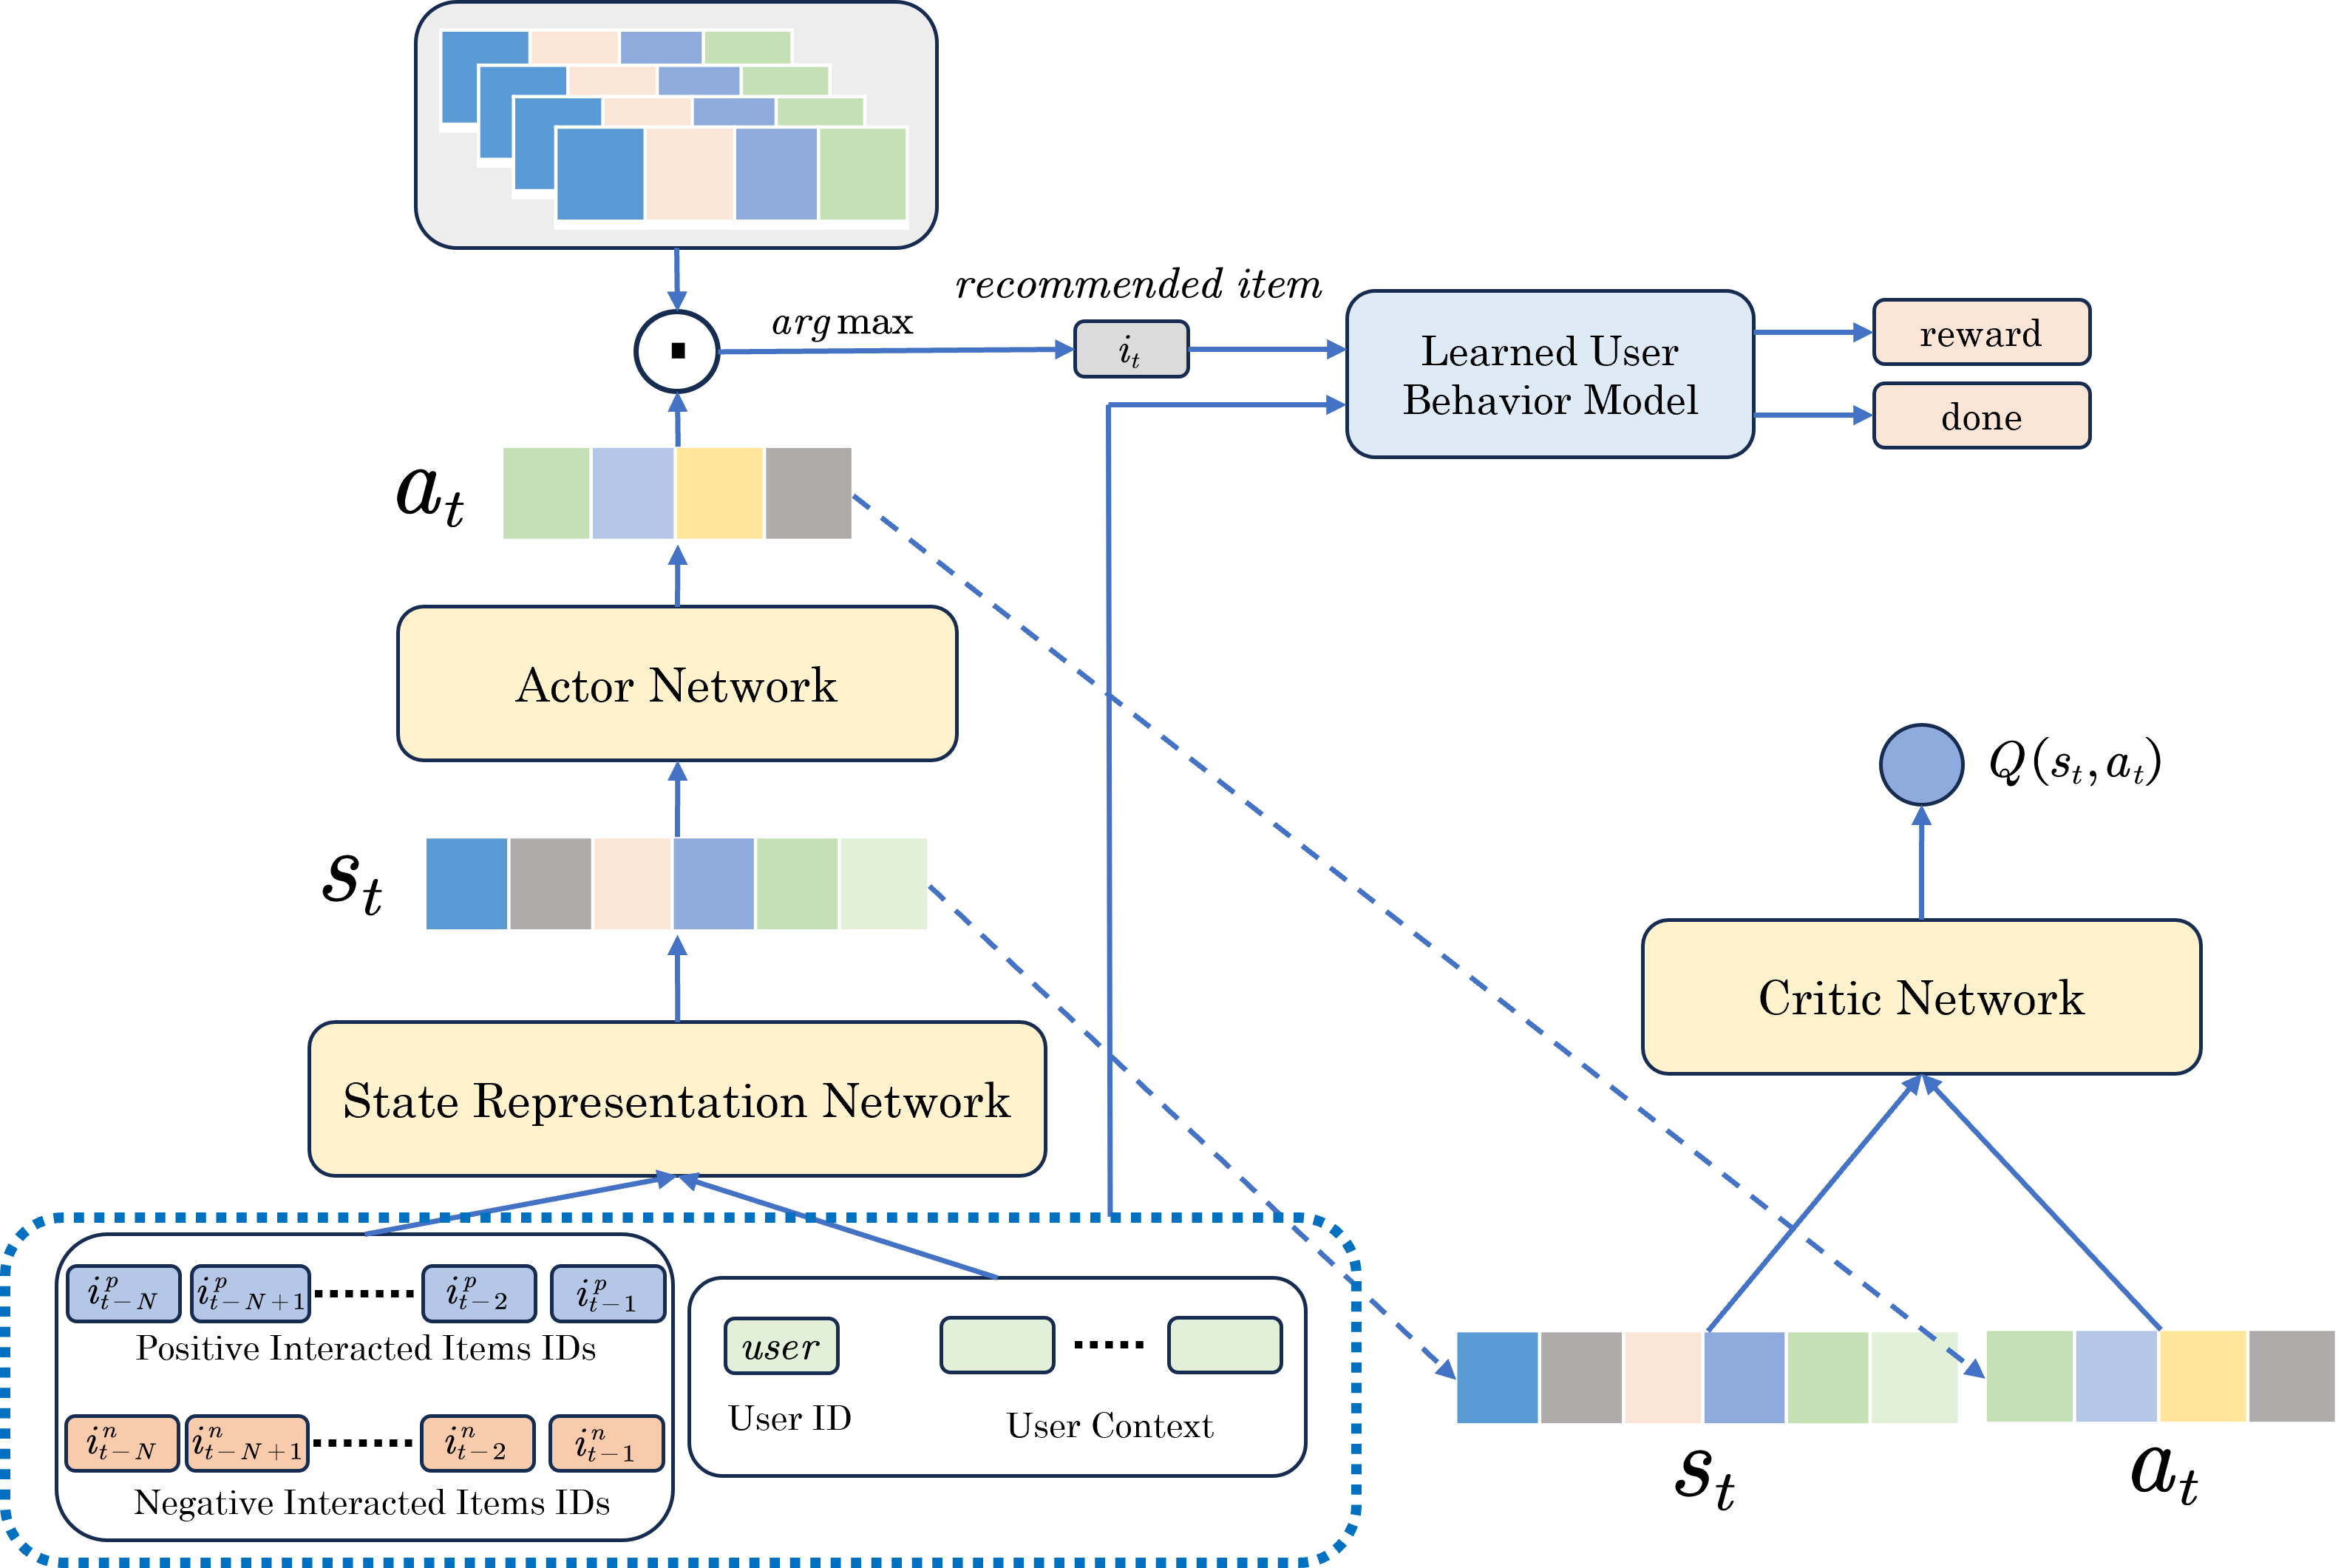 recommended item
arg max
i_t
Learned User
Behavior Model
reward
done
a_t
Actor Network
Q(s_t, a_t)
s_t
Critic Network
State Representation Network
i^p_{t-N} i^p_{t-N+1} ....... i^p_{t-2} i^p_{t-1}
Positive Interacted Items IDs
i^n_{t-N} i^n_{t-N+1} ....... i^n_{t-2} i^n_{t-1}
Negative Interacted Items IDs
user .....
User ID
User Context
s_t
a_t